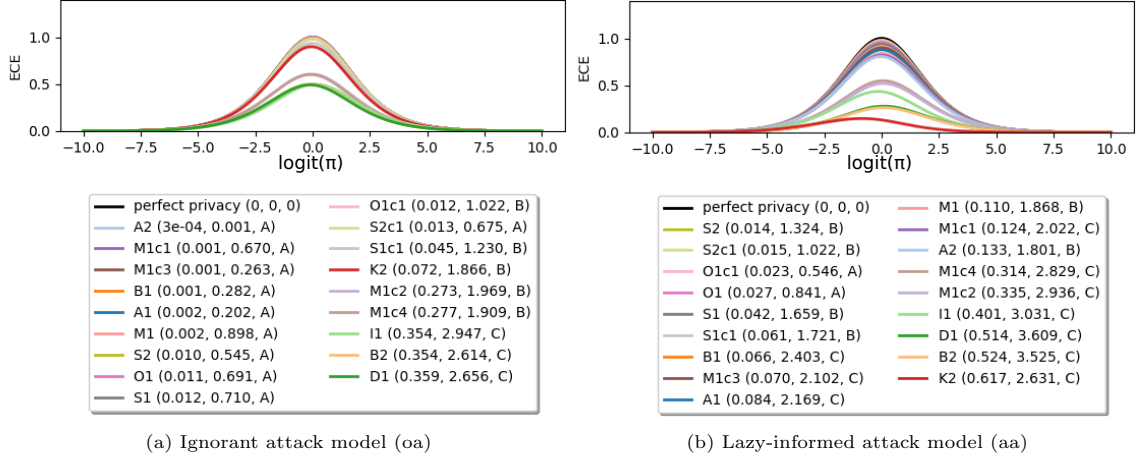 ECE
1.0
0.5
0.0
−10.0 −7.5 −5.0 −2.5 0.0 2.5 5.0 7.5 10.0
logit(π)
perfect privacy (0, 0, 0)
A2 (3e-04, 0.001, A)
M1c1 (0.001, 0.670, A)
M1c3 (0.001, 0.263, A)
B1 (0.001, 0.282, A)
A1 (0.002, 0.202, A)
M1 (0.002, 0.898, A)
S2 (0.010, 0.545, A)
O1 (0.011, 0.691, A)
S1 (0.012, 0.710, A)
O1c1 (0.012, 1.022, B)
S2c1 (0.013, 0.675, A)
S1c1 (0.045, 1.230, B)
K2 (0.072, 1.866, B)
M1c2 (0.273, 1.969, B)
M1c4 (0.277, 1.909, B)
I1 (0.354, 2.947, C)
B2 (0.354, 2.614, C)
D1 (0.359, 2.656, C)
(a) Ignorant attack model (oa)
ECE
1.0
0.5
0.0
−10.0 −7.5 −5.0 −2.5 0.0 2.5 5.0 7.5 10.0
logit(π)
perfect privacy (0, 0, 0)
S2 (0.014, 1.324, B)
S2c1 (0.015, 1.022, B)
O1c1 (0.023, 0.546, A)
O1 (0.027, 0.841, A)
S1 (0.042, 1.659, B)
S1c1 (0.061, 1.721, B)
B1 (0.066, 2.403, C)
M1c3 (0.070, 2.102, C)
A1 (0.084, 2.169, C)
M1 (0.110, 1.868, B)
M1c1 (0.124, 2.022, C)
A2 (0.133, 1.801, B)
M1c4 (0.314, 2.829, C)
M1c2 (0.335, 2.936, C)
I1 (0.401, 3.031, C)
D1 (0.514, 3.609, C)
B2 (0.524, 3.525, C)
K2 (0.617, 2.631, C)
(b) Lazy-informed attack model (aa)